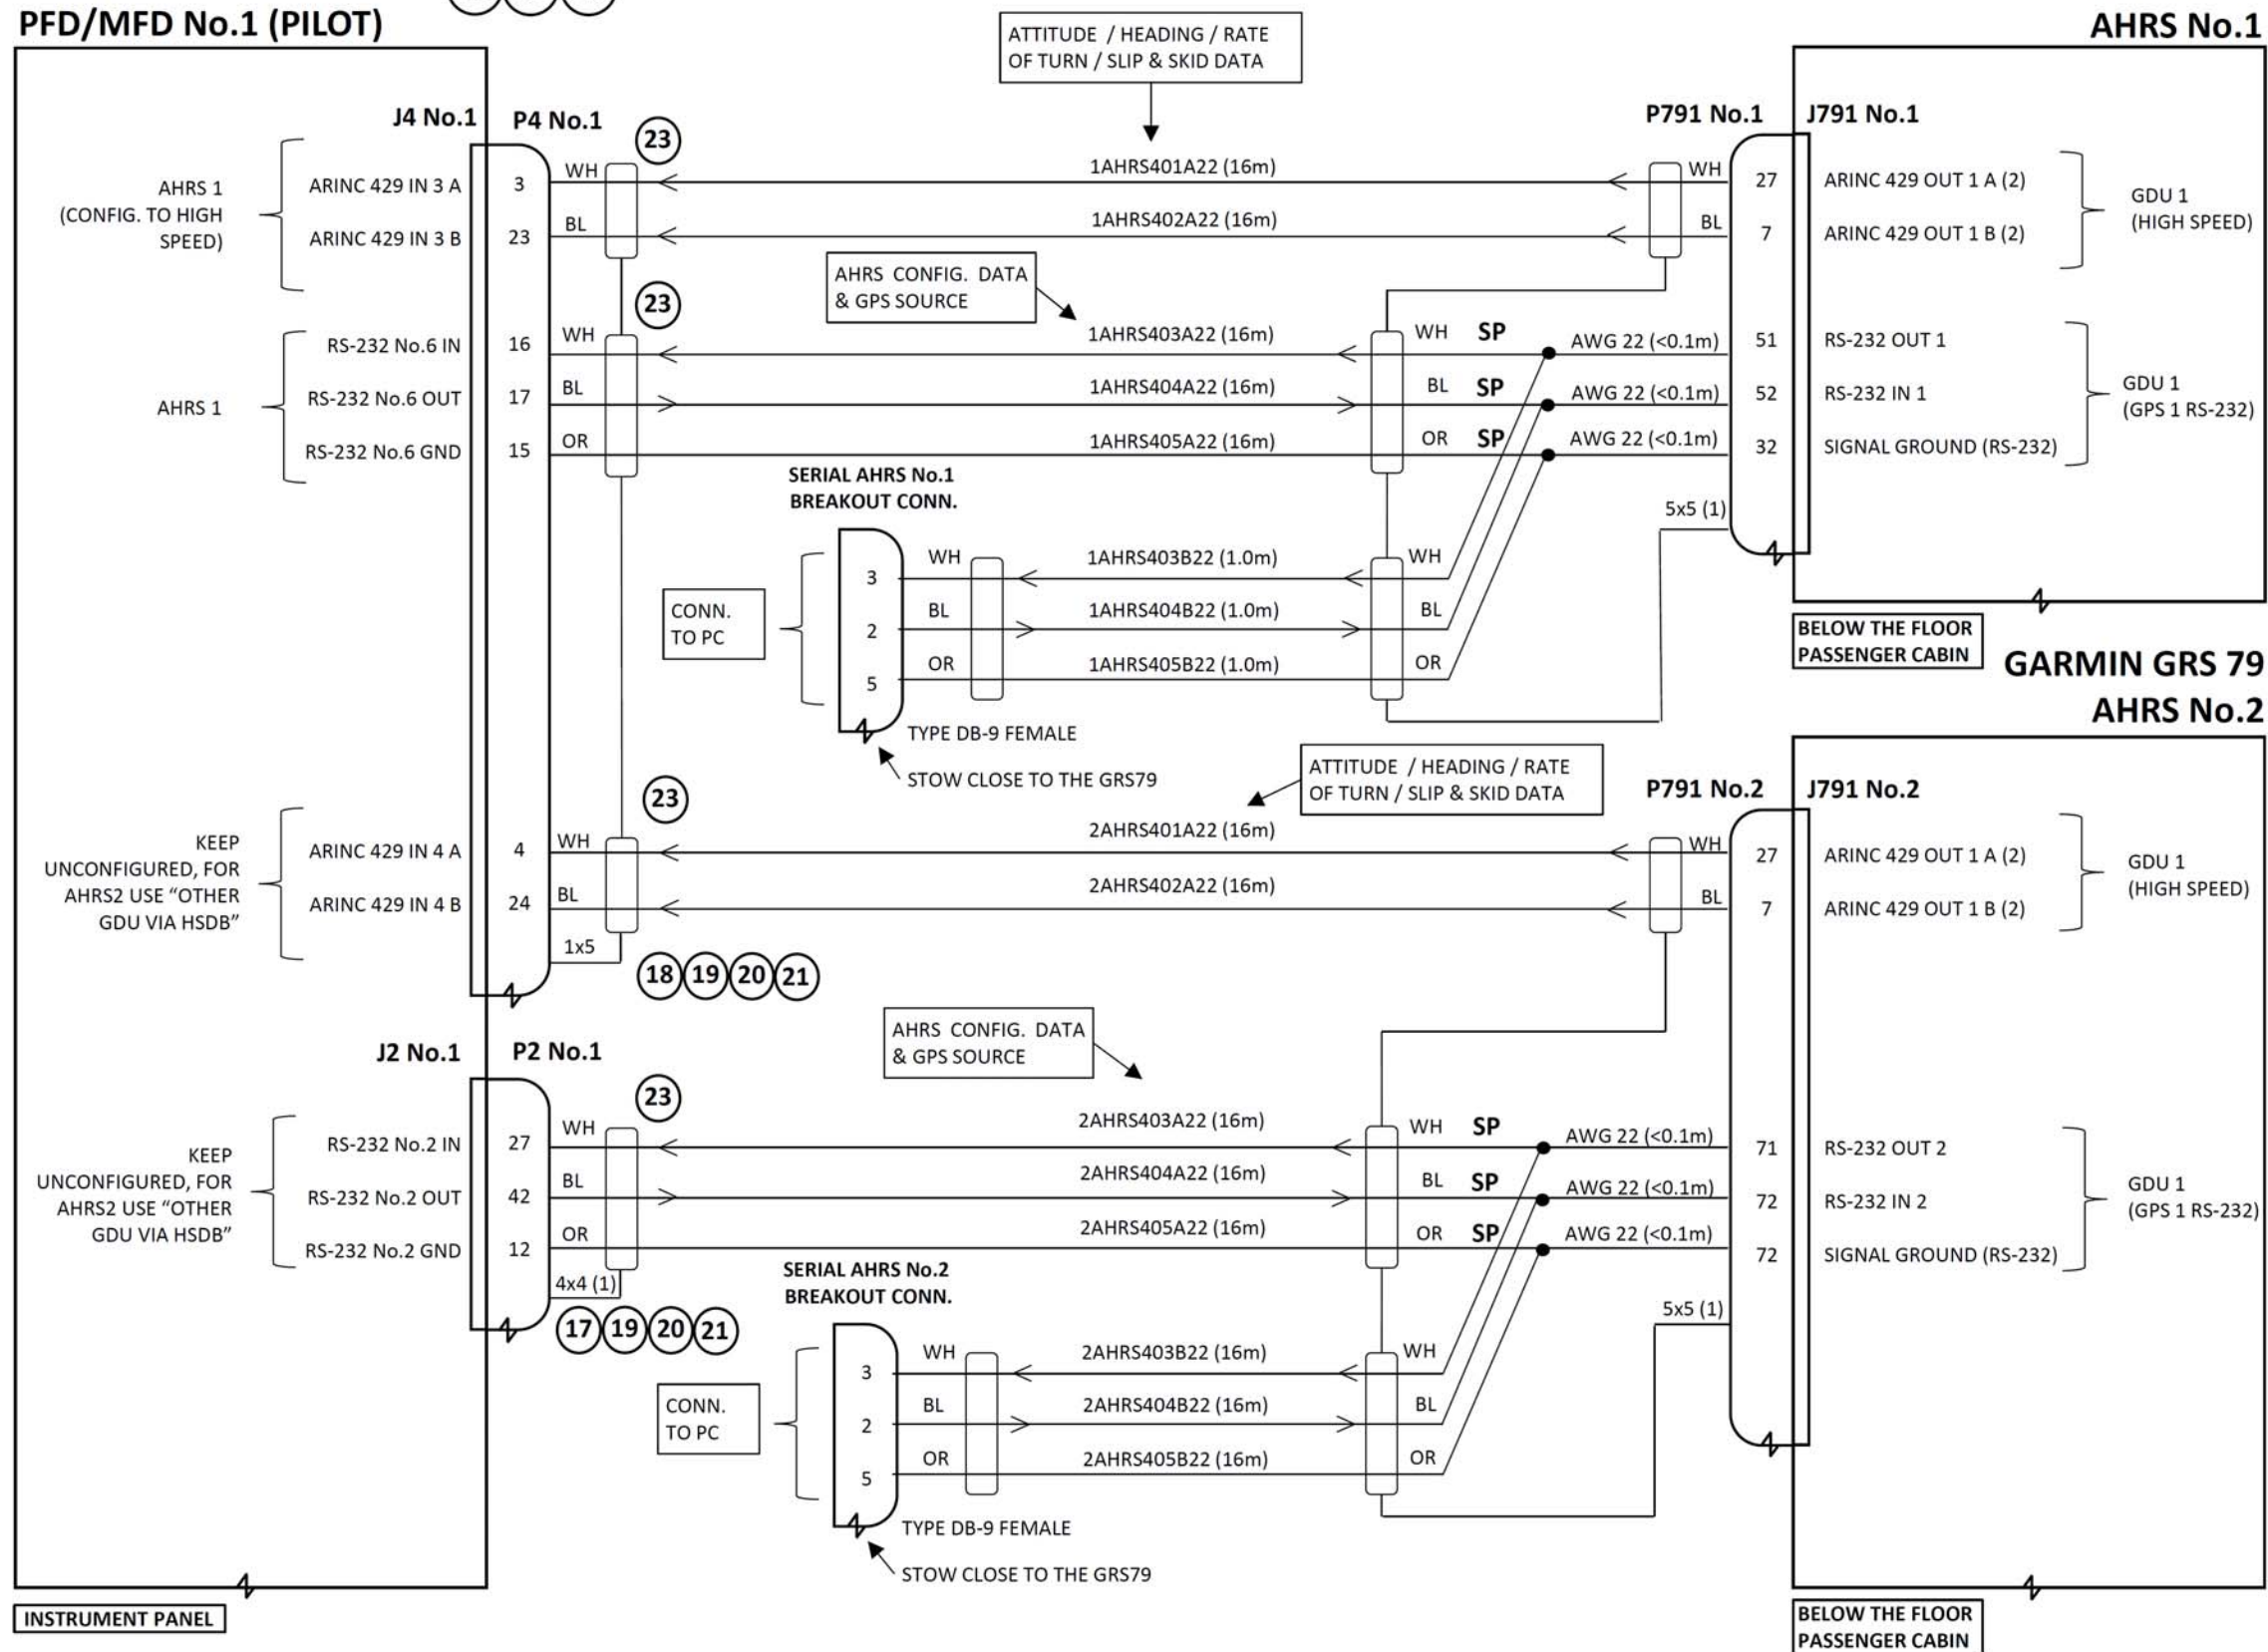 PFD/MFD No.1 (PILOT)
AHRS No.1
ATTITUDE / HEADING / RATE
OF TURN / SLIP & SKID DATA
J4 No.1
P4 No.1
P791 No.1
J791 No.1
23
AHRS 1
(CONFIG. TO HIGH
SPEED)
ARINC 429 IN 3 A
3
WH
1AHRS401A22 (16m)
WH
27
ARINC 429 OUT 1 A (2)
ARINC 429 IN 3 B
23
BL
1AHRS402A22 (16m)
BL
7
ARINC 429 OUT 1 B (2)
GDU 1
(HIGH SPEED)
AHRS CONFIG. DATA
& GPS SOURCE
23
AHRS 1
RS-232 No.6 IN
16
WH
1AHRS403A22 (16m)
WH
SP
AWG 22 (<0.1m)
51
RS-232 OUT 1
RS-232 No.6 OUT
17
BL
1AHRS404A22 (16m)
BL
SP
AWG 22 (<0.1m)
52
RS-232 IN 1
RS-232 No.6 GND
15
OR
1AHRS405A22 (16m)
OR
SP
AWG 22 (<0.1m)
32
SIGNAL GROUND (RS-232)
GDU 1
(GPS 1 RS-232)
SERIAL AHRS No.1
BREAKOUT CONN.
5x5 (1)
CONN.
TO PC
3
WH
1AHRS403B22 (1.0m)
WH
2
BL
1AHRS404B22 (1.0m)
BL
5
OR
1AHRS405B22 (1.0m)
OR
TYPE DB-9 FEMALE
STOW CLOSE TO THE GRS79
BELOW THE FLOOR
PASSENGER CABIN
GARMIN GRS 79
AHRS No.2
ATTITUDE / HEADING / RATE
OF TURN / SLIP & SKID DATA
P791 No.2
J791 No.2
23
KEEP
UNCONFIGURED, FOR
AHRS2 USE “OTHER
GDU VIA HSDB”
ARINC 429 IN 4 A
4
WH
2AHRS401A22 (16m)
WH
27
ARINC 429 OUT 1 A (2)
ARINC 429 IN 4 B
24
BL
2AHRS402A22 (16m)
BL
7
ARINC 429 OUT 1 B (2)
GDU 1
(HIGH SPEED)
1x5
18 19 20 21
AHRS CONFIG. DATA
& GPS SOURCE
J2 No.1
P2 No.1
23
KEEP
UNCONFIGURED, FOR
AHRS2 USE “OTHER
GDU VIA HSDB”
RS-232 No.2 IN
27
WH
2AHRS403A22 (16m)
WH
SP
AWG 22 (<0.1m)
71
RS-232 OUT 2
RS-232 No.2 OUT
42
BL
2AHRS404A22 (16m)
BL
SP
AWG 22 (<0.1m)
72
RS-232 IN 2
RS-232 No.2 GND
12
OR
2AHRS405A22 (16m)
OR
SP
AWG 22 (<0.1m)
72
SIGNAL GROUND (RS-232)
GDU 1
(GPS 1 RS-232)
4x4 (1)
17 19 20 21
SERIAL AHRS No.2
BREAKOUT CONN.
5x5 (1)
CONN.
TO PC
3
WH
2AHRS403B22 (16m)
WH
2
BL
2AHRS404B22 (16m)
BL
5
OR
2AHRS405B22 (16m)
OR
TYPE DB-9 FEMALE
STOW CLOSE TO THE GRS79
INSTRUMENT PANEL
BELOW THE FLOOR
PASSENGER CABIN